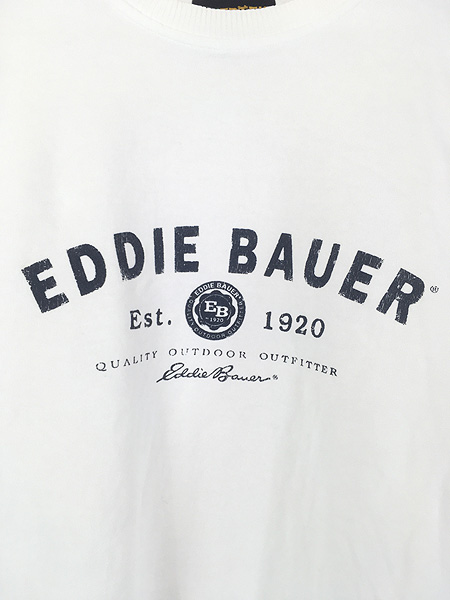 EDDIE BAUER®
EDDIE BAUER®
EB
Est. 1920
1920
QUALITY OUTDOOR OUTFITTER
Eddie Bauer®